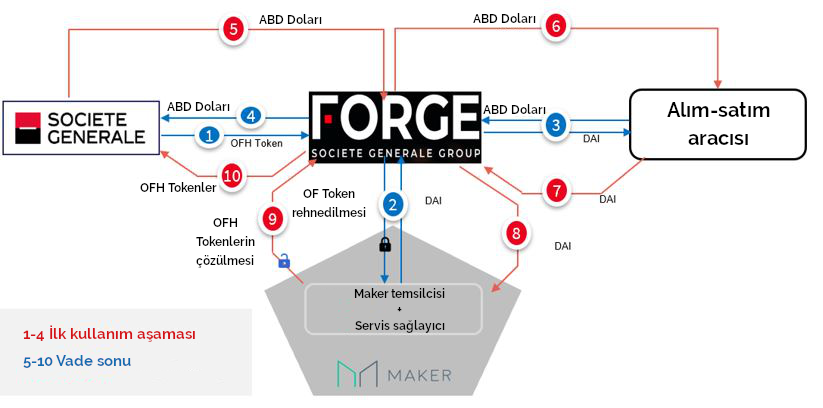 ABD Doları
5
ABD Doları
6
SOCIETE
GENERALE
ABD Doları
4
1
OFH Token
FORGE
SOCIETE GENERALE GROUP
ABD Doları
3
DAI
Alım-satım
aracısı
10
OFH Tokenler
7
DAI
OFH
Tokenlerin
çözülmesi
9
OF Token
rehnedilmesi
2
DAI
8
DAI
Maker temsilcisi
+
Servis sağlayıcı
MAKER
1-4 İlk kullanım aşaması
5-10 Vade sonu